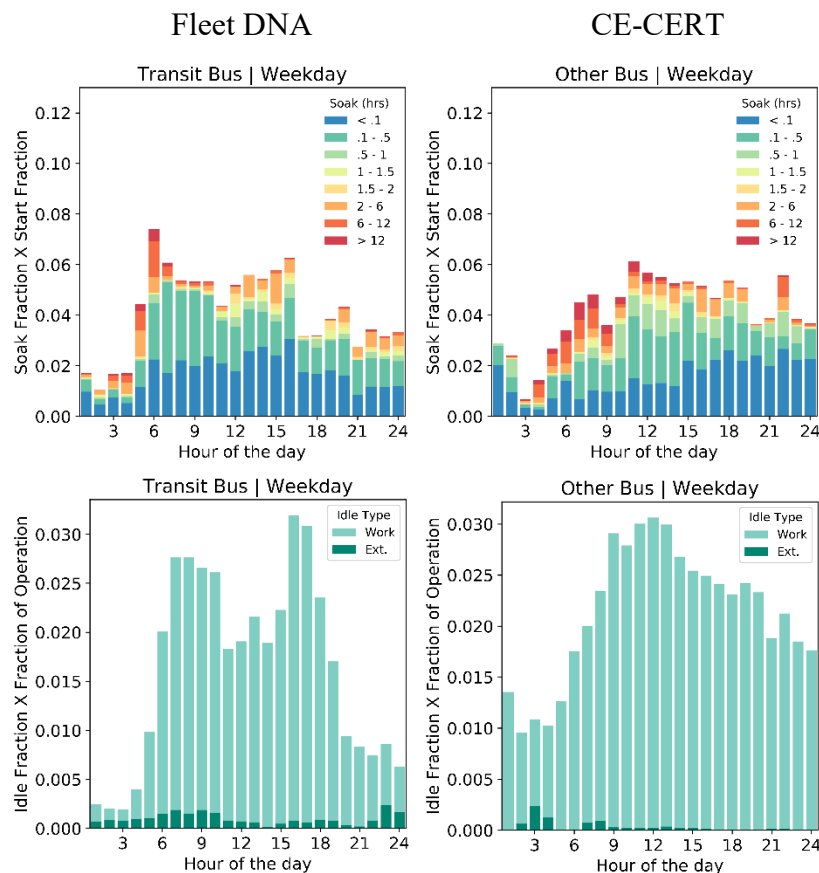 Fleet DNA
CE-CERT
Transit Bus | Weekday
Soak Fraction X Start Fraction
0.12
0.10
0.08
0.06
0.04
0.02
0.00
Soak (hrs)
< .1
.1 - .5
.5 - 1
1 - 1.5
1.5 - 2
2 - 6
6 - 12
> 12
3 6 9 12 15 18 21 24
Hour of the day
Other Bus | Weekday
Soak Fraction X Start Fraction
0.12
0.10
0.08
0.06
0.04
0.02
0.00
Soak (hrs)
< .1
.1 - .5
.5 - 1
1 - 1.5
1.5 - 2
2 - 6
6 - 12
> 12
3 6 9 12 15 18 21 24
Hour of the day
Transit Bus | Weekday
Idle Fraction X Fraction of Operation
0.030
0.025
0.020
0.015
0.010
0.005
0.000
Idle Type
Work
Ext.
3 6 9 12 15 18 21 24
Hour of the day
Other Bus | Weekday
Idle Fraction X Fraction of Operation
0.030
0.025
0.020
0.015
0.010
0.005
0.000
Idle Type
Work
Ext.
3 6 9 12 15 18 21 24
Hour of the day